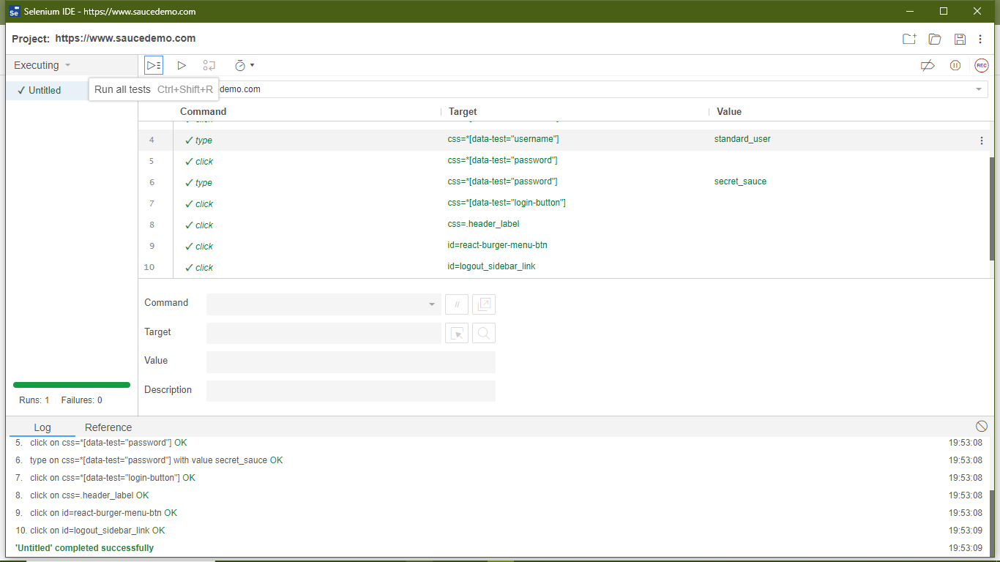 Selenium IDE - https://www.saucedemo.com
Project: https://www.saucedemo.com
Executing
REC
✓ Untitled
Run all tests Ctrl+Shift+R
demo.com
Command Target Value
4 ✓ type css=*[data-test="username"] standard_user
5 ✓ click css=*[data-test="password"]
6 ✓ type css=*[data-test="password"] secret_sauce
7 ✓ click css=*[data-test="login-button"]
8 ✓ click css=.header_label
9 ✓ click id=react-burger-menu-btn
10 ✓ click id=logout_sidebar_link
Command
//
Target
Value
Description
Runs: 1 Failures: 0
Log Reference
5. click on css=*[data-test="password"] OK 19:53:08
6. type on css=*[data-test="password"] with value secret_sauce OK 19:53:08
7. click on css=*[data-test="login-button"] OK 19:53:08
8. click on css=.header_label OK 19:53:08
9. click on id=react-burger-menu-btn OK 19:53:08
10. click on id=logout_sidebar_link OK 19:53:09
'Untitled' completed successfully 19:53:09